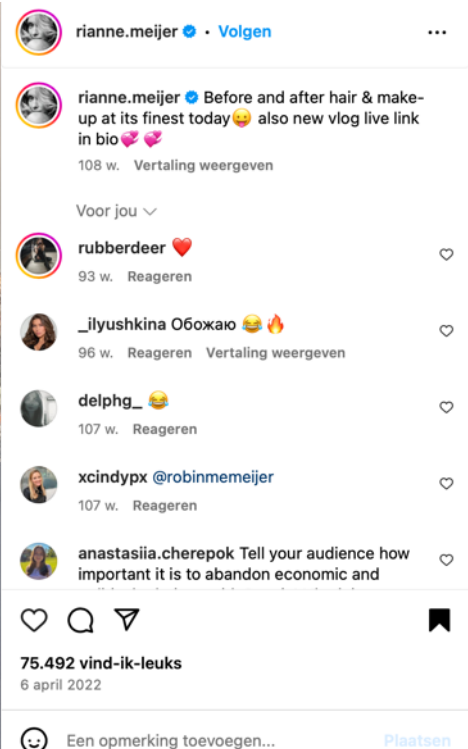 rianne.meijer • Volgen
rianne.meijer Before and after hair & make-
up at its finest today😛 also new vlog live link
in bio💞💞
108 w. Vertaling weergeven
Voor jou
rubberdeer ❤️
93 w. Reageren
_ilyushkina Обожаю 😂🔥
96 w. Reageren Vertaling weergeven
delphg_ 😂
107 w. Reageren
xcindypx @robinmemeijer
107 w. Reageren
anastasiia.cherepok Tell your audience how
important it is to abandon economic and
75.492 vind-ik-leuks
6 april 2022
Een opmerking toevoegen...
Plaatsen